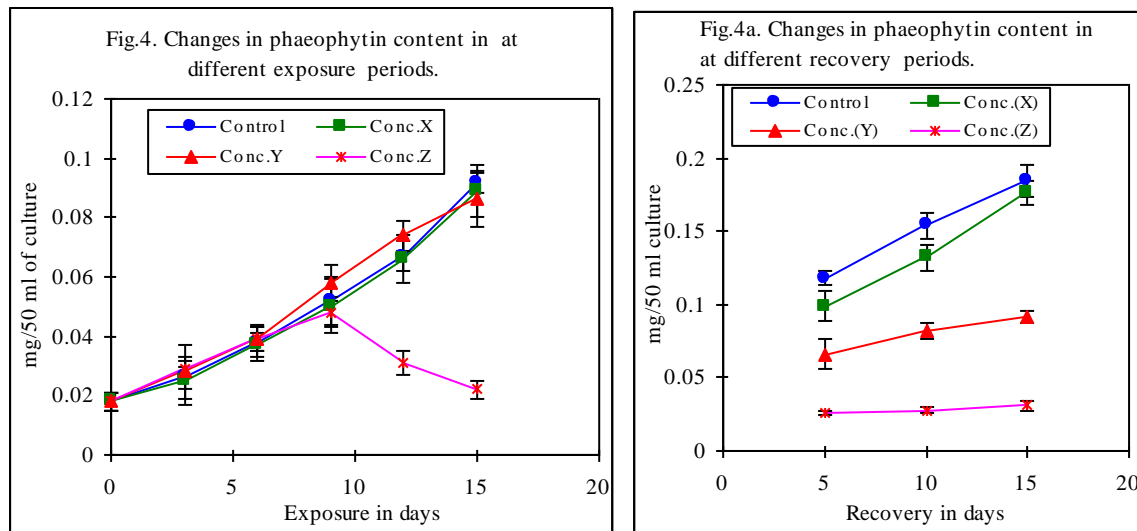 Fig.4. Changes in phaeophytin content in at
different exposure periods.
0.12
0.1
0.08
0.06
0.04
0.02
0
mg/50 ml of culture
Control
Conc.X
Conc.Y
Conc.Z
0
5
10
15
20
Exposure in days
Fig.4a. Changes in phaeophytin content in
at different recovery periods.
0.25
0.2
0.15
0.1
0.05
0
mg/50 ml culture
Control
Conc.(X)
Conc.(Y)
Conc.(Z)
0
5
10
15
20
Recovery in days